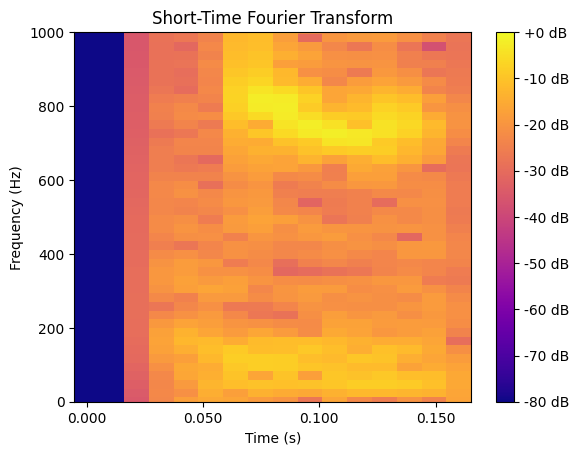 Short-Time Fourier Transform
1000
800
600
400
200
0
Frequency (Hz)
0.000
0.050
0.100
0.150
Time (s)
+0 dB
-10 dB
-20 dB
-30 dB
-40 dB
-50 dB
-60 dB
-70 dB
-80 dB